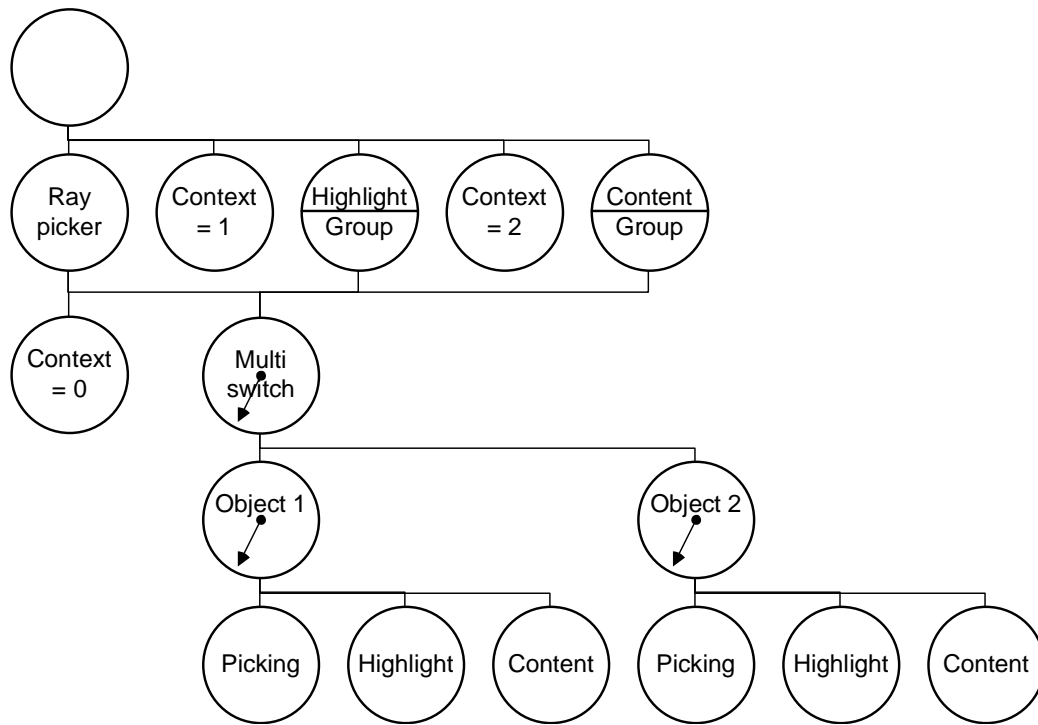 Ray
picker
Context
= 1
Highlight
Group
Context
= 2
Content
Group
Context
= 0
Multi
switch
Object 1
Object 2
Picking
Highlight
Content
Picking
Highlight
Content